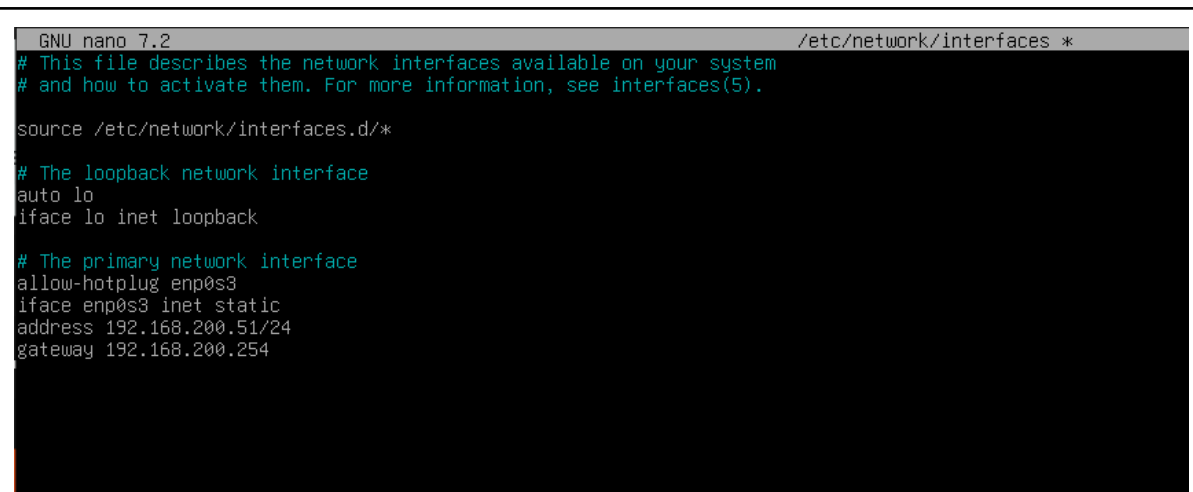 GNU nano 7.2 /etc/network/interfaces *
# This file describes the network interfaces available on your system
# and how to activate them. For more information, see interfaces(5).
source /etc/network/interfaces.d/*
# The loopback network interface
auto lo
iface lo inet loopback
# The primary network interface
allow-hotplug enp0s3
iface enp0s3 inet static
address 192.168.200.51/24
gateway 192.168.200.254